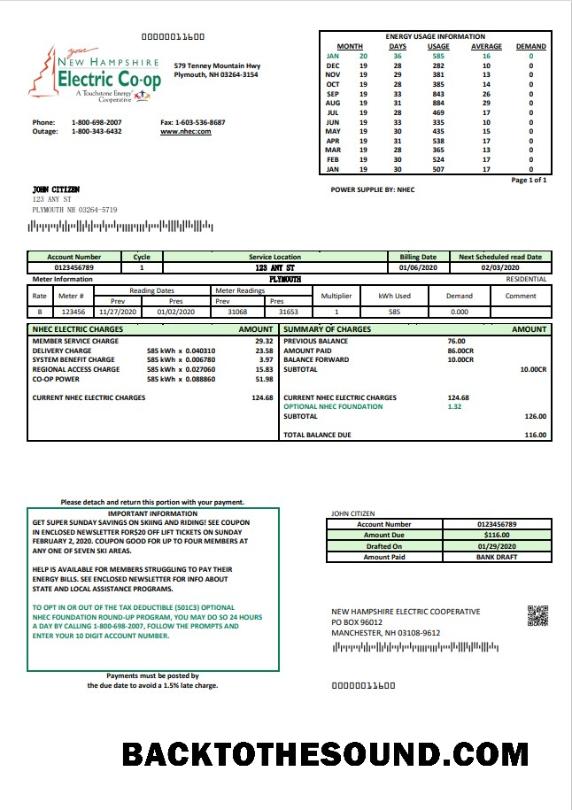 00000011600
your
NEW HAMPSHIRE
Electric Co·op
A Touchstone Energy®
Cooperative
579 Tenney Mountain Hwy
Plymouth, NH 03264-3154
Phone: 1-800-698-2007 Fax: 1-603-536-8687
Outage: 1-800-343-6432 www.nhec.com
ENERGY USAGE INFORMATION
MONTH DAYS USAGE AVERAGE DEMAND
JAN 20 36 585 16 0
DEC 19 28 282 10 0
NOV 19 29 381 13 0
OCT 19 28 385 14 0
SEP 19 33 843 26 0
AUG 19 31 884 29 0
JUL 19 28 469 17 0
JUN 19 33 335 10 0
MAY 19 30 435 15 0
APR 19 31 538 17 0
MAR 19 28 365 13 0
FEB 19 30 524 17 0
JAN 19 30 507 17 0
Page 1 of 1
POWER SUPPLIE BY: NHEC
JOHN CITIZEN
123 ANY ST
PLYMOUTH NH 03264-5719
Account Number Cycle Service Location Billing Date Next Scheduled read Date
0123456789 1 123 ANY ST 01/06/2020 02/03/2020
Meter Information PLYMOUTH RESIDENTIAL
Rate Meter # Reading Dates Meter Readings Multiplier kWh Used Demand Comment
Prev Pres Prev Pres
B 123456 11/27/2020 01/02/2020 31068 31653 1 585 0.000
NHEC ELECTRIC CHARGES AMOUNT
MEMBER SERVICE CHARGE 29.32
DELIVERY CHARGE 585 kWh x 0.040310 23.58
SYSTEM BENEFIT CHARGE 585 kWh x 0.006780 3.97
REGIONAL ACCESS CHARGE 585 kWh x 0.027060 15.83
CO-OP POWER 585 kWh x 0.088860 51.98
CURRENT NHEC ELECTRIC CHARGES 124.68
SUMMARY OF CHARGES AMOUNT
PREVIOUS BALANCE 76.00
AMOUNT PAID 86.00CR
BALANCE FORWARD 10.00CR
SUBTOTAL 10.00CR
CURRENT NHEC ELECTRIC CHARGES 124.68
OPTIONAL NHEC FOUNDATION 1.32
SUBTOTAL 126.00
TOTAL BALANCE DUE 116.00
Please detach and return this portion with your payment.
IMPORTANT INFORMATION
GET SUPER SUNDAY SAVINGS ON SKIING AND RIDING! SEE COUPON
IN ENCLOSED NEWSLETTER FOR$20 OFF LIFT TICKETS ON SUNDAY
FEBRUARY 2, 2020. COUPON GOOD FOR UP TO FOUR MEMBERS AT
ANY ONE OF SEVEN SKI AREAS.
HELP IS AVAILABLE FOR MEMBERS STRUGGLING TO PAY THEIR
ENERGY BILLS. SEE ENCLOSED NEWSLETTER FOR INFO ABOUT
STATE AND LOCAL ASSISTANCE PROGRAMS.
TO OPT IN OR OUT OF THE TAX DEDUCTIBLE (501C3) OPTIONAL
NHEC FOUNDATION ROUND-UP PROGRAM, YOU MAY DO SO 24 HOURS
A DAY BY CALLING 1-800-698-2007, FOLLOW THE PROMPTS AND
ENTER YOUR 10 DIGIT ACCOUNT NUMBER.
Payments must be posted by
the due date to avoid a 1.5% late charge.
JOHN CITIZEN
Account Number 0123456789
Amount Due $116.00
Drafted On 01/29/2020
Amount Paid BANK DRAFT
NEW HAMPSHIRE ELECTRIC COOPERATIVE
PO BOX 96012
MANCHESTER, NH 03108-9612
00000011600
BACKTOTHESOUND.COM